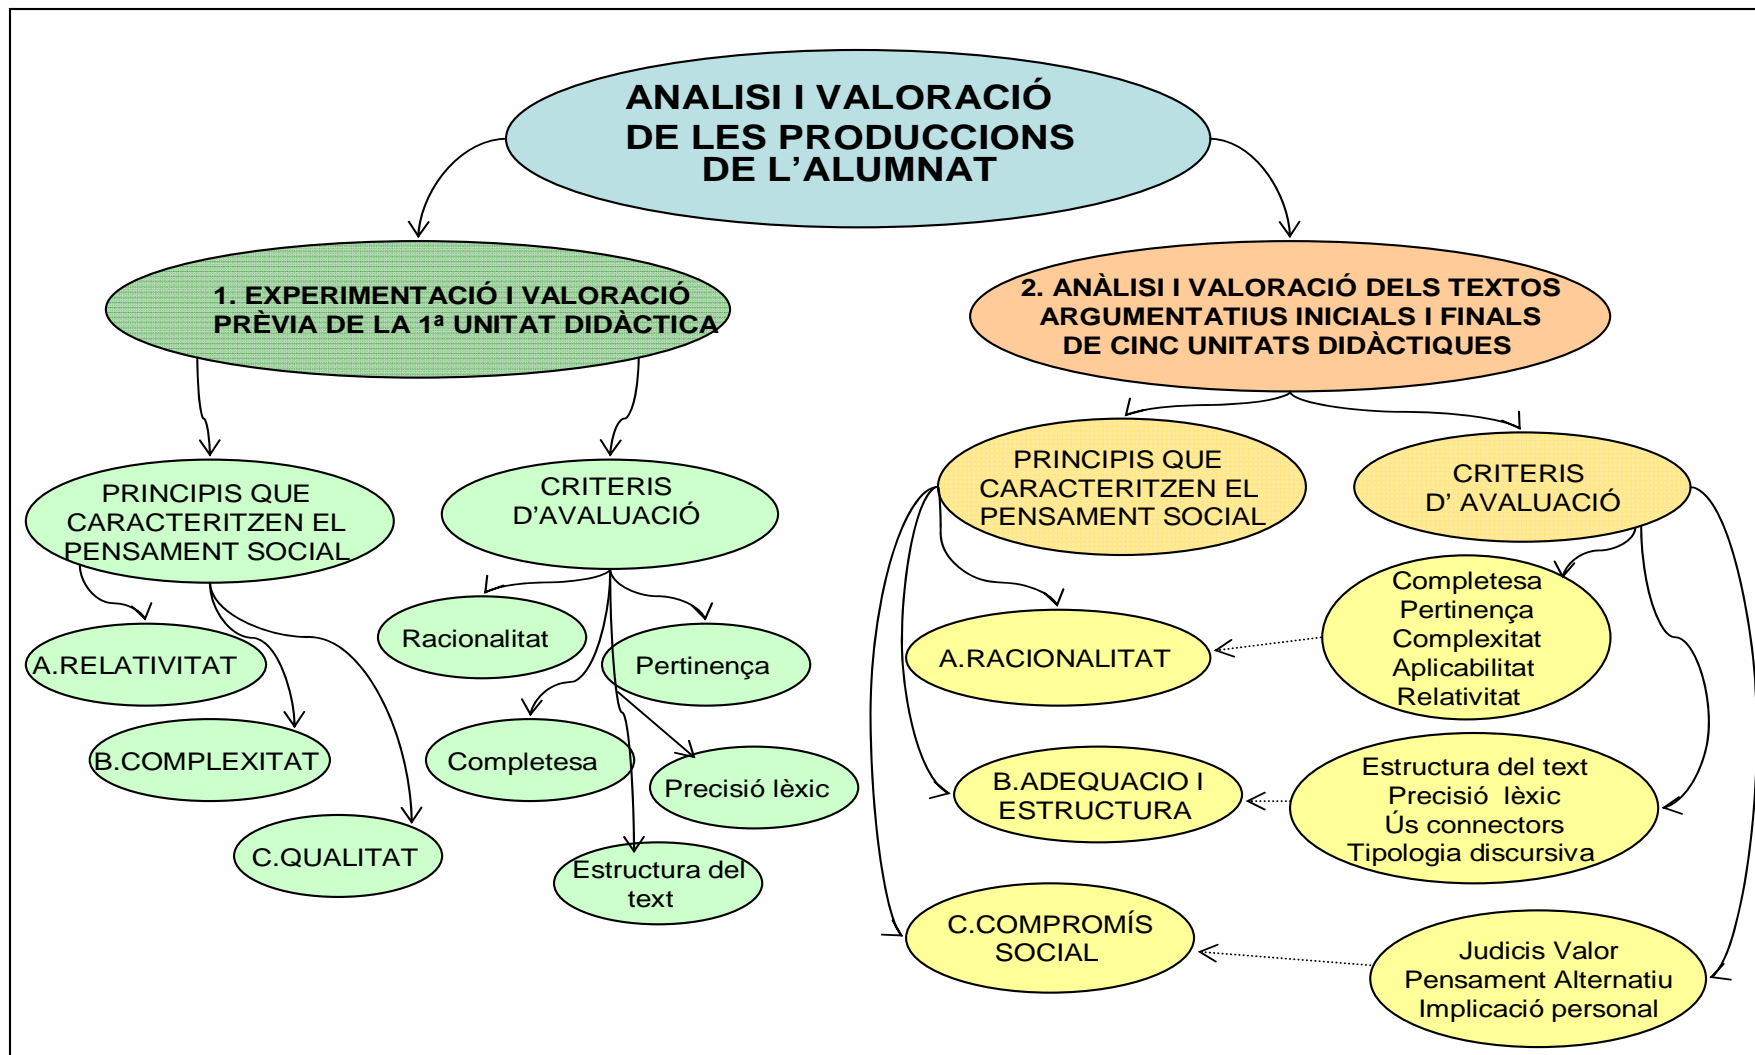 ANALISI I VALORACIÓ
DE LES PRODUCCIONS
DE L’ALUMNAT
1. EXPERIMENTACIÓ I VALORACIÓ
PRÈVIA DE LA 1ª UNITAT DIDÀCTICA
2. ANÀLISI I VALORACIÓ DELS TEXTOS
ARGUMENTATIUS INICIALS I FINALS
DE CINC UNITATS DIDÀCTIQUES
PRINCIPIS QUE
CARACTERITZEN EL
PENSAMENT SOCIAL
CRITERIS
D’AVALUACIÓ
A.RELATIVITAT
B.COMPLEXITAT
C.QUALITAT
Racionalitat
Pertinença
Completesa
Precisió lèxic
Estructura del
text
PRINCIPIS QUE
CARACTERITZEN EL
PENSAMENT SOCIAL
CRITERIS
D’ AVALUACIÓ
A.RACIONALITAT
B.ADEQUACIO I
ESTRUCTURA
C.COMPROMÍS
SOCIAL
Completesa
Pertinença
Complexitat
Aplicabilitat
Relativitat
Estructura del text
Precisió lèxic
Ús connectors
Tipologia discursiva
Judicis Valor
Pensament Alternatiu
Implicació personal